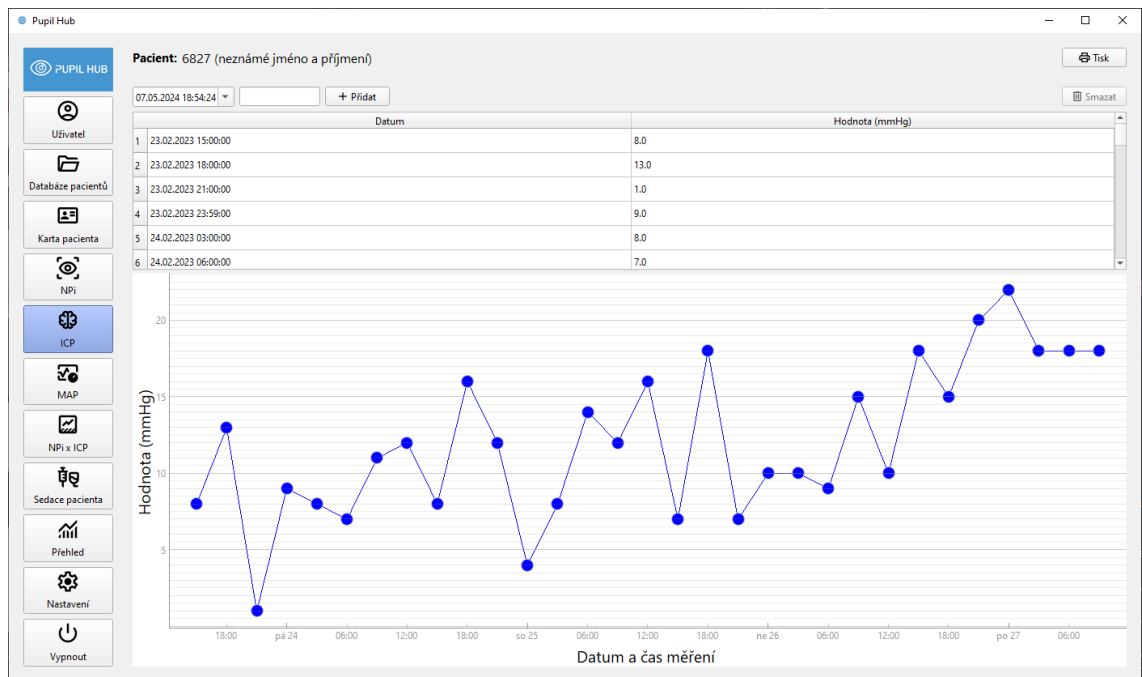 Pupil Hub
PUPIL HUB
Pacient: 6827 (neznámé jméno a příjmení)
Tisk
07.05.2024 18:54:24
+ Přidat
Smazat
Datum Hodnota (mmHg)
1 23.02.2023 15:00:00 8.0
2 23.02.2023 18:00:00 13.0
3 23.02.2023 21:00:00 1.0
4 23.02.2023 23:59:00 9.0
5 24.02.2023 03:00:00 8.0
6 24.02.2023 06:00:00 7.0
Uživatel
Databáze pacientů
Karta pacienta
NPi
ICP
MAP
NPi x ICP
Sedace pacienta
Přehled
Nastavení
Vypnout
Hodnota (mmHg)
20
15
10
5
18:00 pá 24 06:00 12:00 18:00 so 25 06:00 12:00 18:00 ne 26 06:00 12:00 18:00 po 27 06:00
Datum a čas měření